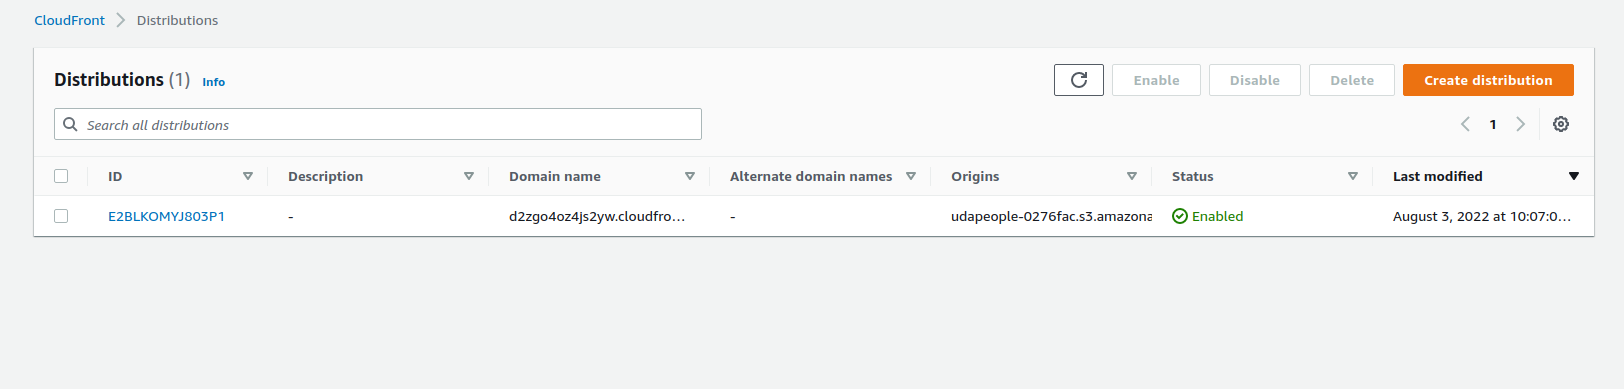 CloudFront Distributions
Distributions (1) Info
Enable Disable Delete Create distribution
Search all distributions
1
ID Description Domain name Alternate domain names Origins Status Last modified
E2BLKOMYJ803P1 - d2zgo4oz4js2yw.cloudfro... - udapeople-0276fac.s3.amazona Enabled August 3, 2022 at 10:07:0...